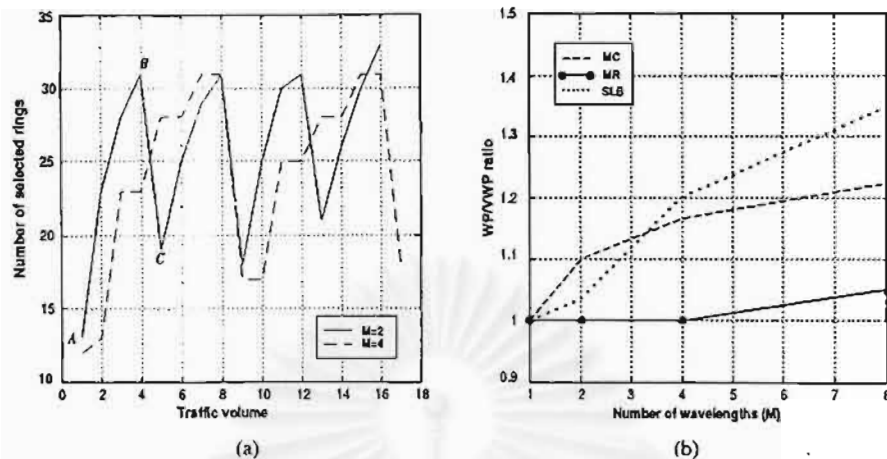 35
30
25
20
15
10
Number of selected rings
A
B
C
M=2
M=4
0 2 4 6 8 10 12 14 16 18
Traffic volume
(a)
1.5
1.4
1.3
1.2
1.1
1
0.9
WP/VWP ratio
MC
MR
SLB
1 2 3 4 5 6 7 8
Number of wavelengths (M)
(b)